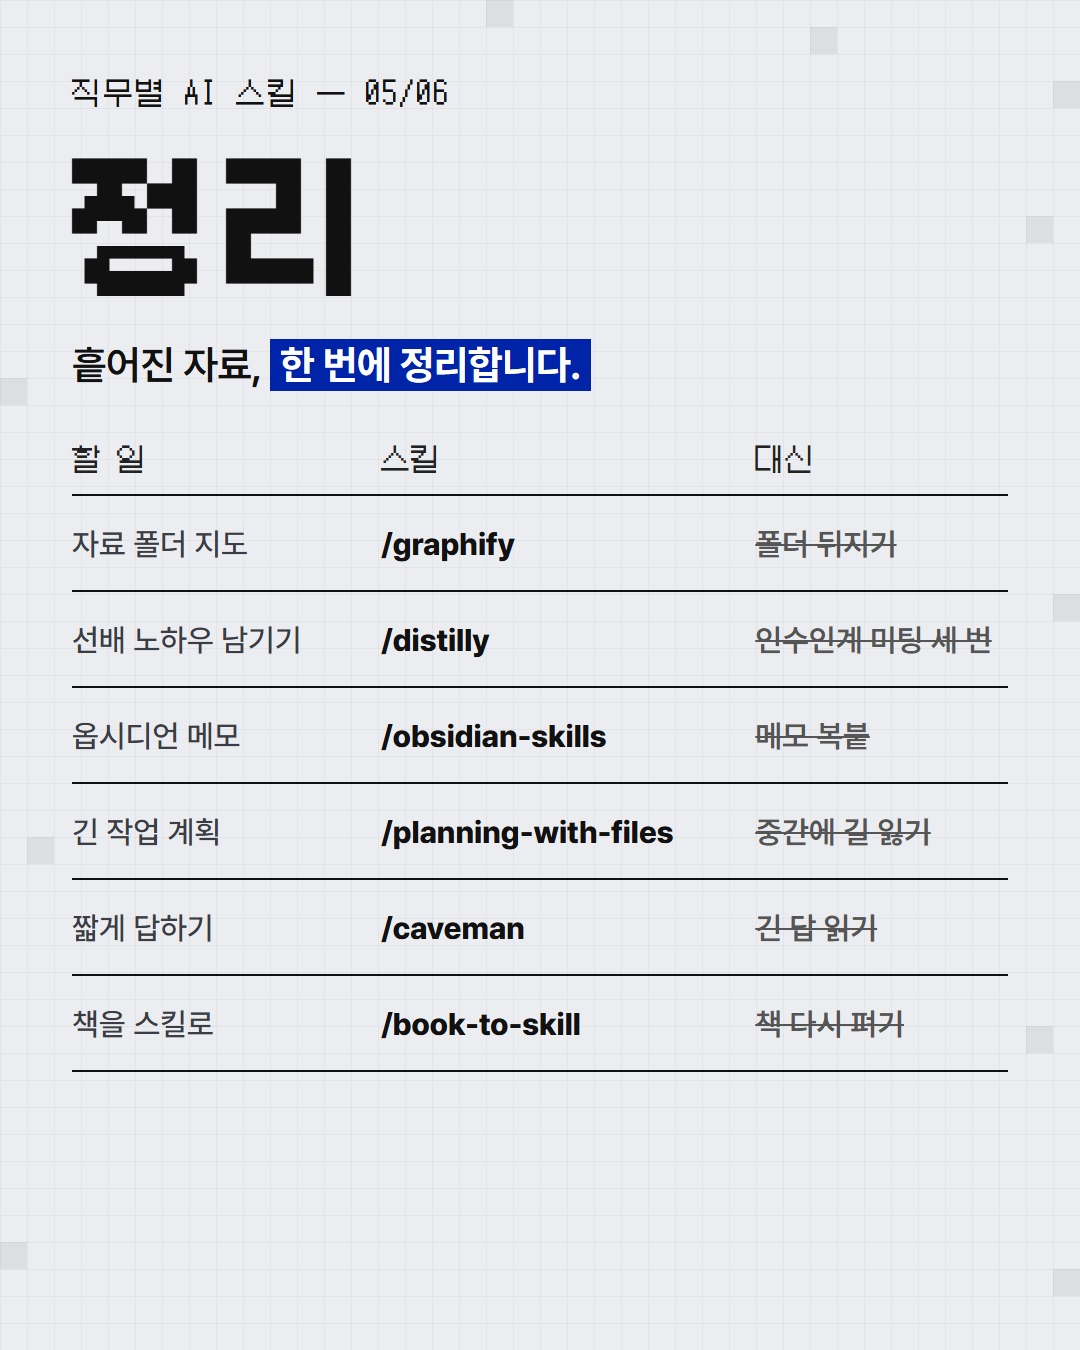 직무별 AI 스킬 — 05/06
정리
흩어진 자료, 한 번에 정리합니다.
할 일 스킬 대신
자료 폴더 지도 /graphify 폴더 뒤지기
선배 노하우 남기기 /distilly 인수인계 미팅 세 번
옵시디언 메모 /obsidian-skills 메모 복붙
긴 작업 계획 /planning-with-files 중간에 길 잃기
짧게 답하기 /caveman 긴 답 읽기
책을 스킬로 /book-to-skill 책 다시 펴기